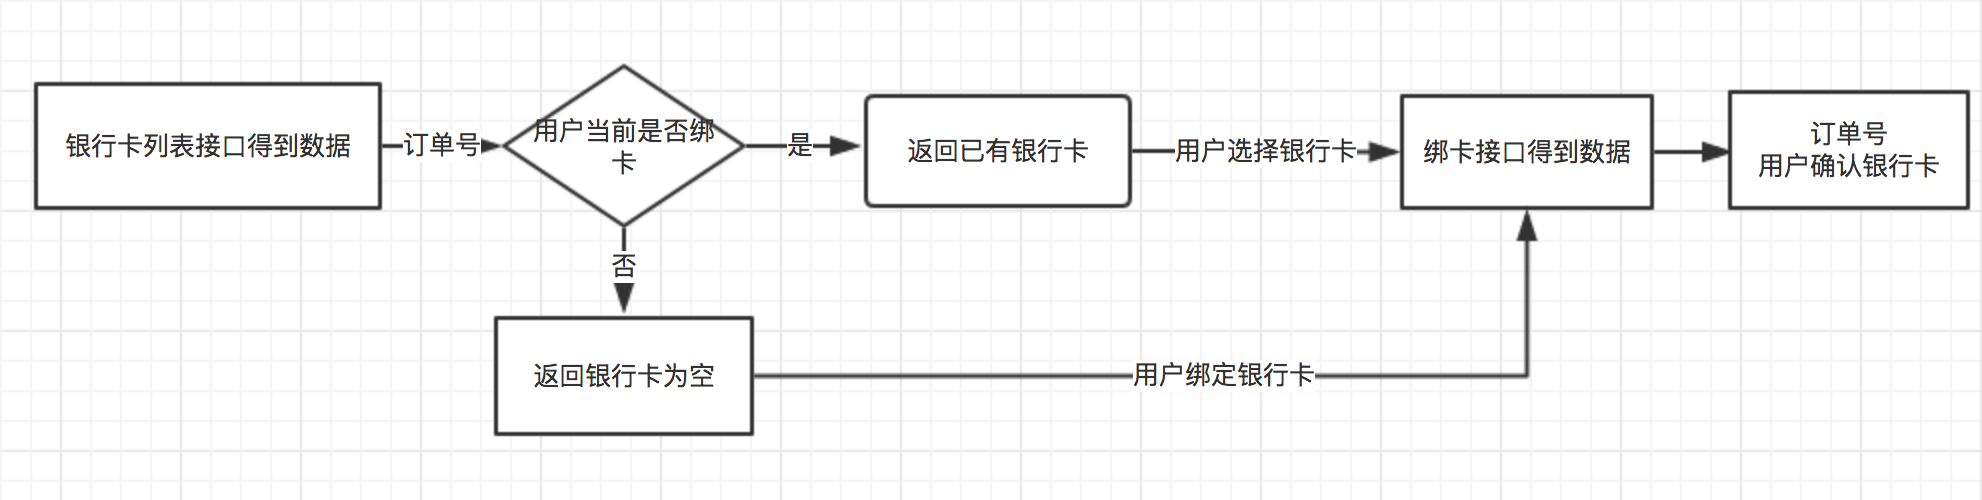 银行卡列表接口得到数据
订单号
用户当前是否绑
卡
是
返回已有银行卡
用户选择银行卡
绑卡接口得到数据
订单号
用户确认银行卡
否
返回银行卡为空
用户绑定银行卡